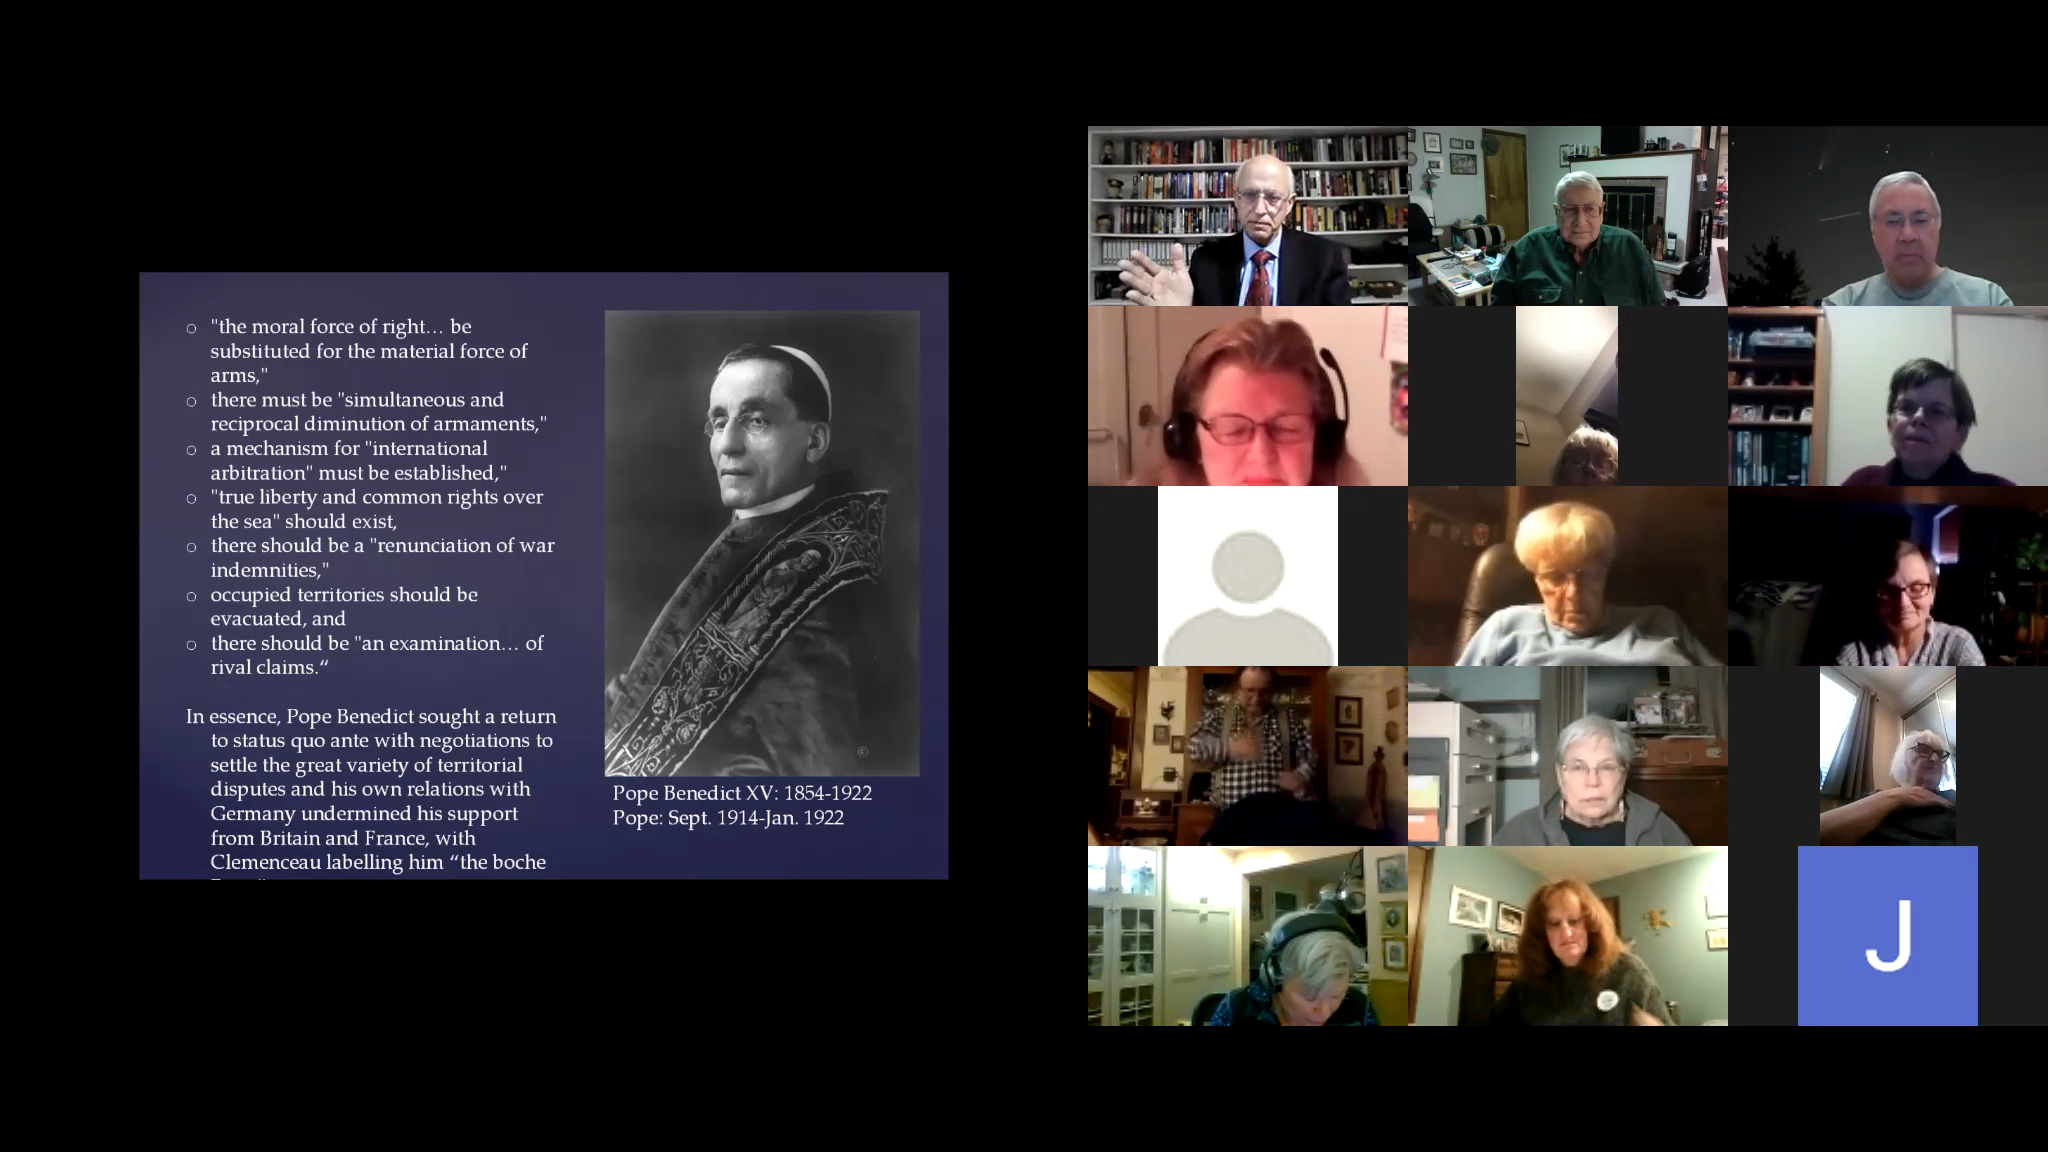 ○ "the moral force of right… be
substituted for the material force of
arms,"
○ there must be "simultaneous and
reciprocal diminution of armaments,"
○ a mechanism for "international
arbitration" must be established,"
○ "true liberty and common rights over
the sea" should exist,
○ there should be a "renunciation of war
indemnities,"
○ occupied territories should be
evacuated, and
○ there should be "an examination… of
rival claims.“
In essence, Pope Benedict sought a return
to status quo ante with negotiations to
settle the great variety of territorial
disputes and his own relations with
Germany undermined his support
from Britain and France, with
Clemenceau labelling him “the boche
©
Pope Benedict XV: 1854-1922
Pope: Sept. 1914-Jan. 1922
J